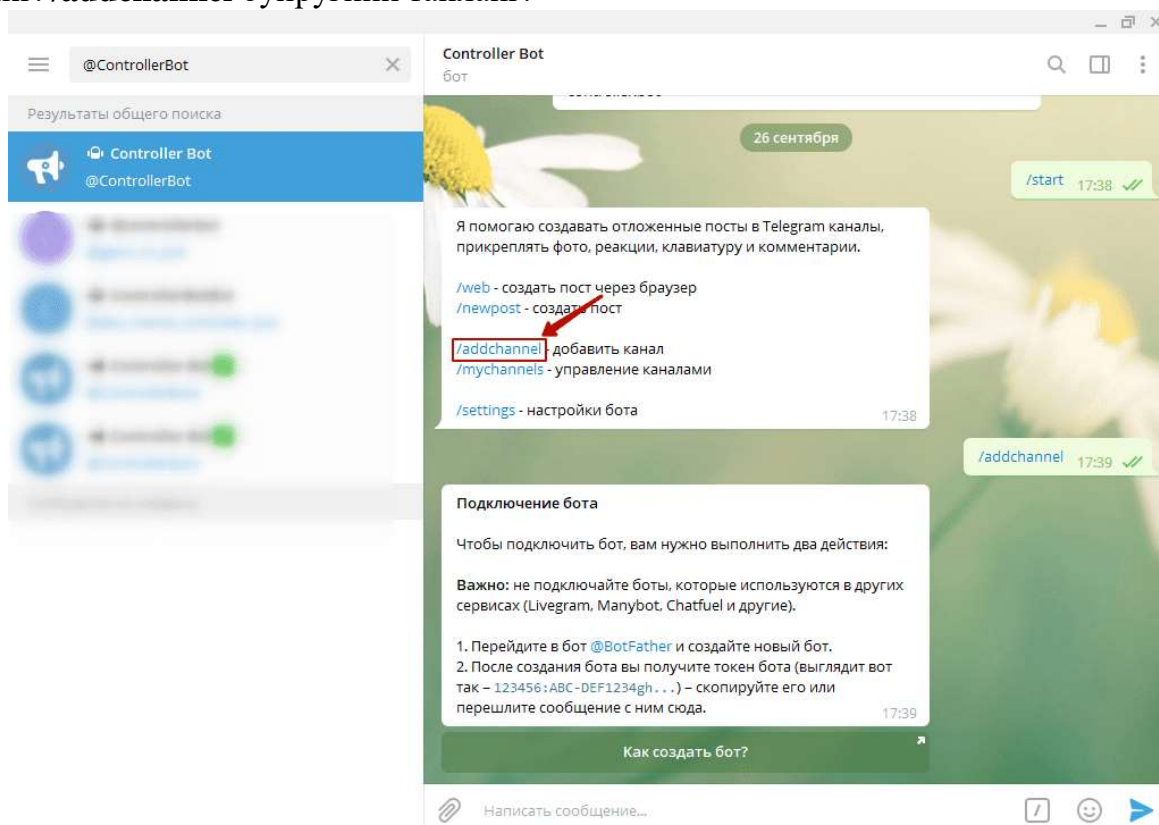 /addchannel буйругини танланг.
@ControllerBot
Controller Bot
бот
Результаты общего поиска
Controller Bot
@ControllerBot
26 сентября
/start 17:38
Я помогаю создавать отложенные посты в Telegram каналы,
прикреплять фото, реакции, клавиатуру и комментарии.
/web - создать пост через браузер
/newpost - создать пост
/addchannel - добавить канал
/mychannels - управление каналами
/settings - настройки бота
17:38
/addchannel 17:39
Подключение бота
Чтобы подключить бот, вам нужно выполнить два действия:
Важно: не подключайте боты, которые используются в других
сервисах (Livegram, Manybot, Chatfuel и другие).
1. Перейдите в бот @BotFather и создайте новый бот.
2. После создания бота вы получите токен бота (выглядит вот
так – 123456:ABC-DEF1234gh...) – скопируйте его или
перешлите сообщение с ним сюда.
17:39
Как создать бот?
Написать сообщение...